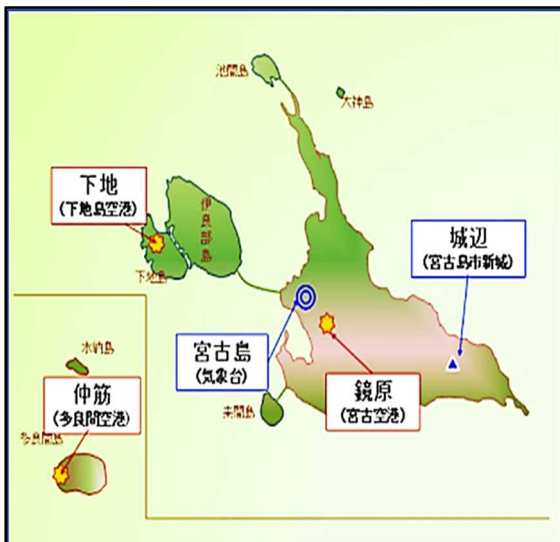 池間島
大神島
下地
(下地島空港)
伊良部島
下地島
城辺
(宮古島市新城)
宮古島
(気象台)
鏡原
(宮古空港)
来間島
水納島
仲筋
(多良間空港)
多良間島